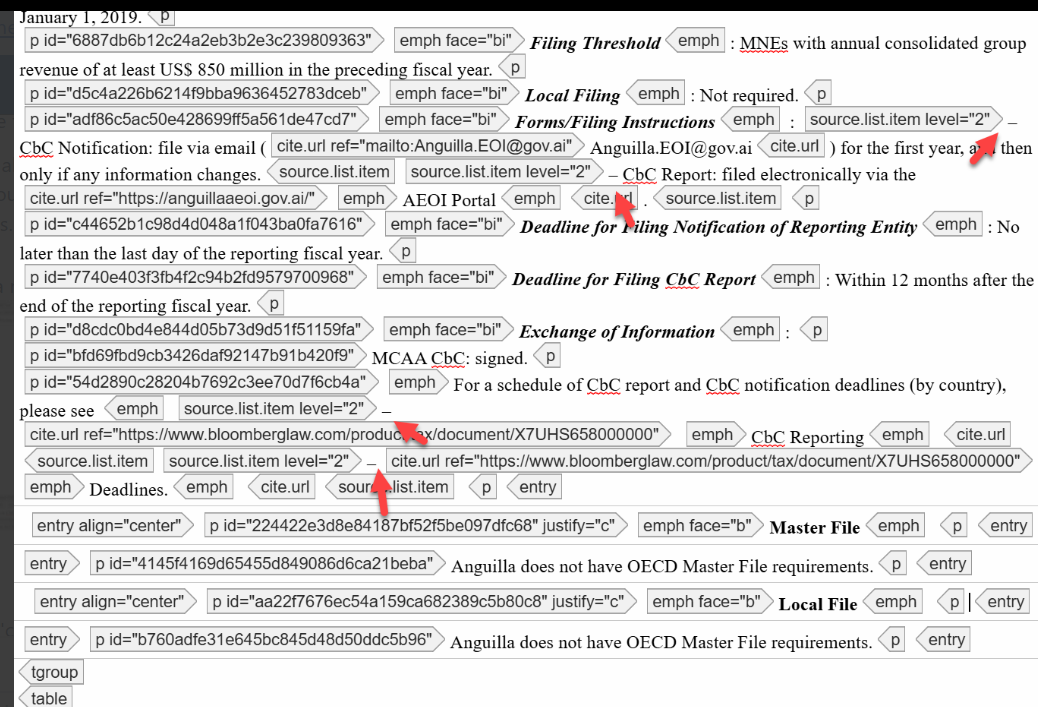 January 1, 2019. p
p id="6887db6b12c24a2eb3b2e3c239809363" emph face="bi" Filing Threshold emph : MNEs with annual consolidated group
revenue of at least US$ 850 million in the preceding fiscal year. p
p id="d5c4a226b6214f9bba9636452783dceb" emph face="bi" Local Filing emph : Not required. p
p id="adf86c5ac50e428699ff5a561de47cd7" emph face="bi" Forms/Filing Instructions emph : source.list.item level="2" –
CbC Notification: file via email ( cite.url ref="mailto:Anguilla.EOI@gov.ai" Anguilla.EOI@gov.ai cite.url ) for the first year, and then
only if any information changes. source.list.item source.list.item level="2" – CbC Report: filed electronically via the
cite.url ref="https://anguillaaeoi.gov.ai/" emph AEOI Portal emph cite.url . source.list.item p
p id="c44652b1c98d4d048a1f043ba0fa7616" emph face="bi" Deadline for Filing Notification of Reporting Entity emph : No
later than the last day of the reporting fiscal year. p
p id="7740e403f3fb4f2c94b2fd9579700968" emph face="bi" Deadline for Filing CbC Report emph : Within 12 months after the
end of the reporting fiscal year. p
p id="d8cdc0bd4e844d05b73d9d51f51159fa" emph face="bi" Exchange of Information emph : p
p id="bfd69fbd9cb3426daf92147b91b420f9" MCAA CbC: signed. p
p id="54d2890c28204b7692c3ee70d7f6cb4a" emph For a schedule of CbC report and CbC notification deadlines (by country),
please see emph source.list.item level="2" –
cite.url ref="https://www.bloomberglaw.com/product/tax/document/X7UHS658000000" emph CbC Reporting emph cite.url
source.list.item source.list.item level="2" – cite.url ref="https://www.bloomberglaw.com/product/tax/document/X7UHS658000000"
emph Deadlines. emph cite.url source.list.item p entry
entry align="center" p id="224422e3d8e84187bf52f5be097dfc68" justify="c" emph face="b" Master File emph p entry
entry p id="4145f4169d65455d849086d6ca21beba" Anguilla does not have OECD Master File requirements. p entry
entry align="center" p id="aa22f7676ec54a159ca682389c5b80c8" justify="c" emph face="b" Local File emph p entry
entry p id="b760adfe31e645bc845d48d50ddc5b96" Anguilla does not have OECD Master File requirements. p entry
tgroup
table